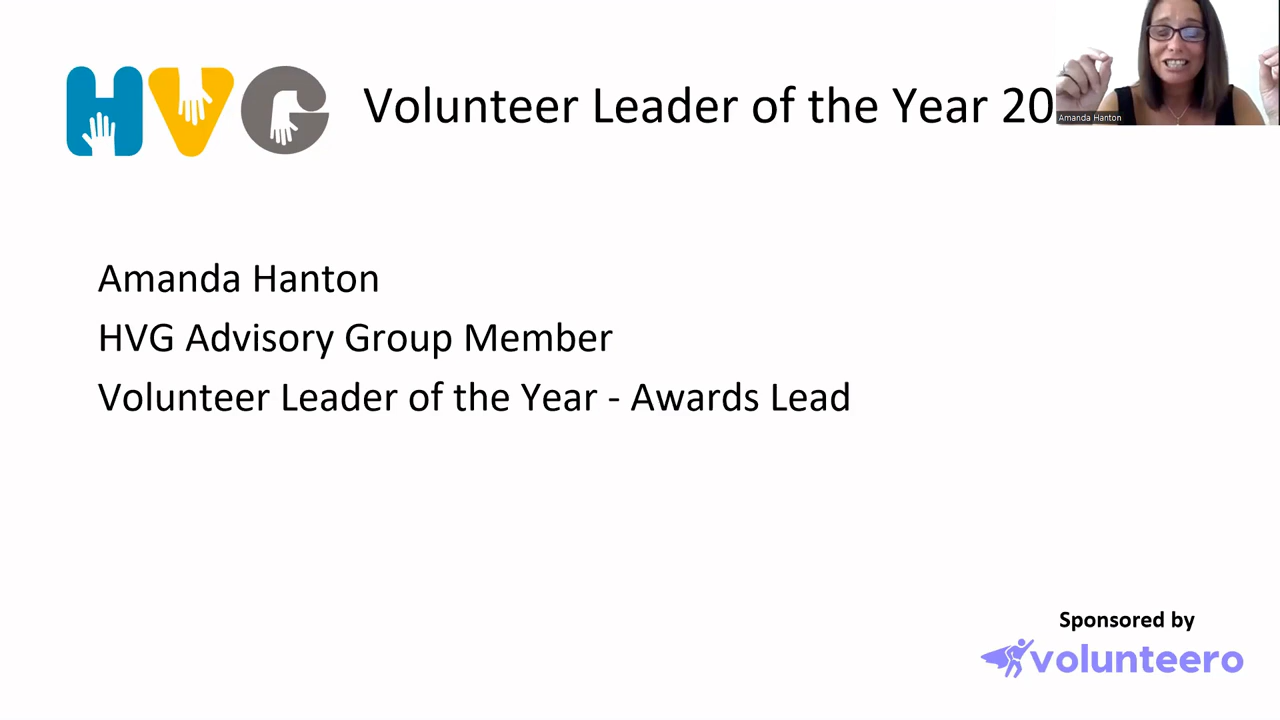 HVG
Volunteer Leader of the Year 20
Amanda Hanton
Amanda Hanton
HVG Advisory Group Member
Volunteer Leader of the Year - Awards Lead
Sponsored by
volunteero